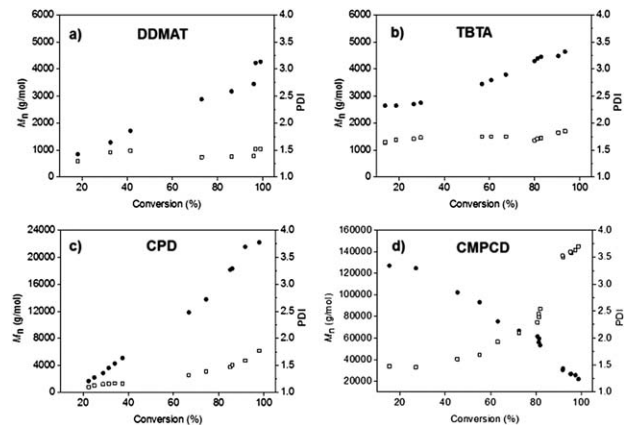 a) DDMAT
6000
5000
4000
3000
2000
1000
0
Mn (g/mol)
4.0
3.5
3.0
2.5
2.0
1.5
1.0
PDI
20 40 60 80 100
Conversion (%)
b) TBTA
6000
5000
4000
3000
2000
1000
0
Mn (g/mol)
4.0
3.5
3.0
2.5
2.0
1.5
1.0
PDI
20 40 60 80 100
Conversion (%)
c) CPD
24000
20000
16000
12000
8000
4000
0
Mn (g/mol)
4.0
3.5
3.0
2.5
2.0
1.5
1.0
PDI
20 40 60 80 100
Conversion (%)
d) CMPCD
160000
140000
120000
100000
80000
60000
40000
20000
Mn (g/mol)
4.0
3.5
3.0
2.5
2.0
1.5
1.0
PDI
20 40 60 80 100
Conversion (%)